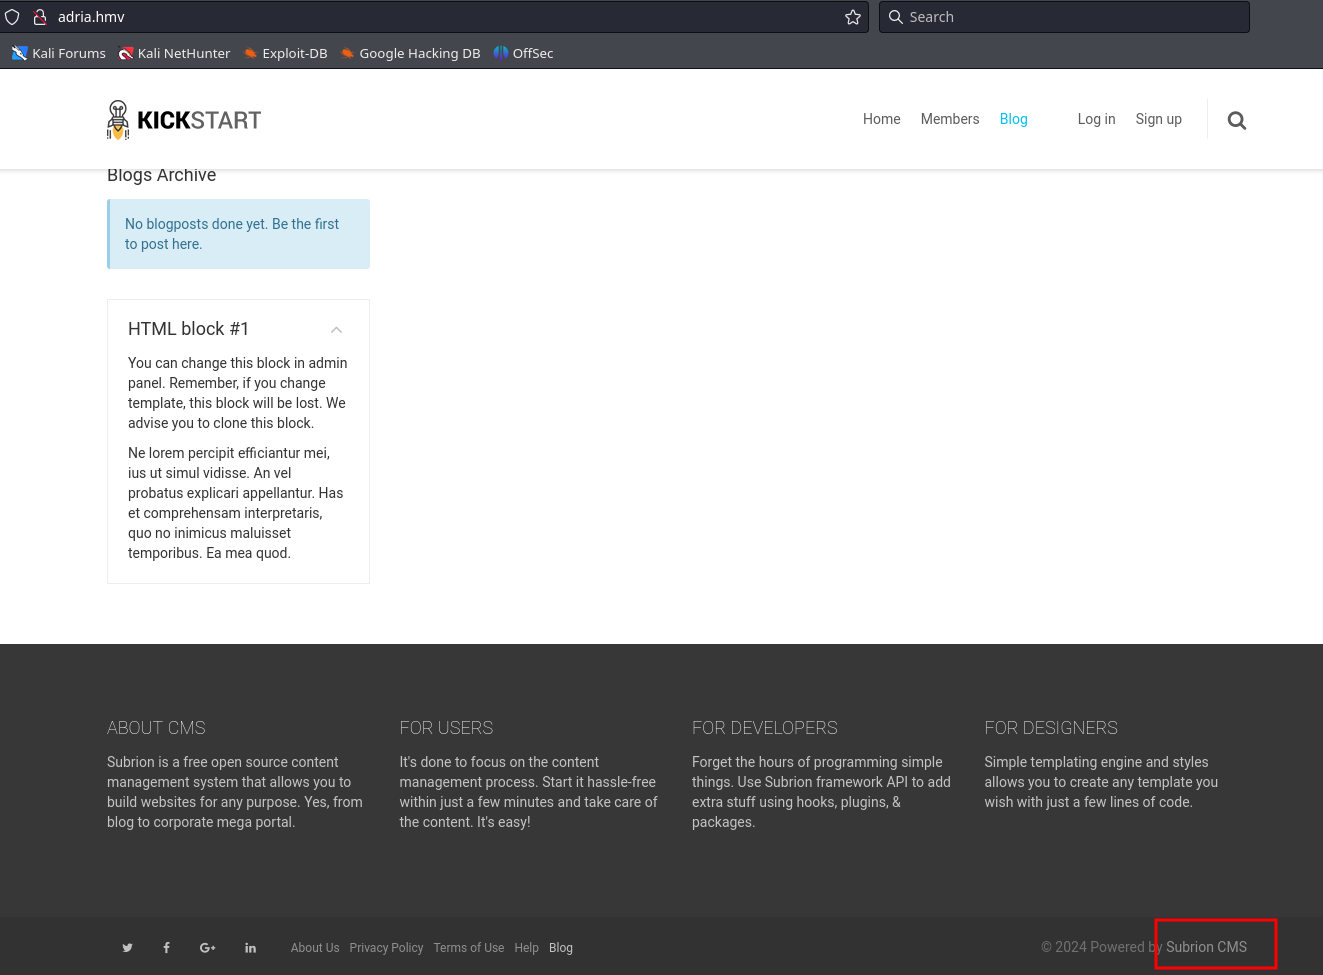 adria.hmv
Search
Kali Forums Kali NetHunter Exploit-DB Google Hacking DB OffSec
KICKSTART
Home Members Blog Log in Sign up
Blogs Archive
No blogposts done yet. Be the first
to post here.
HTML block #1
You can change this block in admin
panel. Remember, if you change
template, this block will be lost. We
advise you to clone this block.
Ne lorem percipit efficiantur mei,
ius ut simul vidisse. An vel
probatus explicari appellantur. Has
et comprehensam interpretaris,
quo no inimicus maluisset
temporibus. Ea mea quod.
ABOUT CMS
Subrion is a free open source content
management system that allows you to
build websites for any purpose. Yes, from
blog to corporate mega portal.
FOR USERS
It's done to focus on the content
management process. Start it hassle-free
within just a few minutes and take care of
the content. It's easy!
FOR DEVELOPERS
Forget the hours of programming simple
things. Use Subrion framework API to add
extra stuff using hooks, plugins, &
packages.
FOR DESIGNERS
Simple templating engine and styles
allows you to create any template you
wish with just a few lines of code.
About Us Privacy Policy Terms of Use Help Blog
© 2024 Powered by Subrion CMS